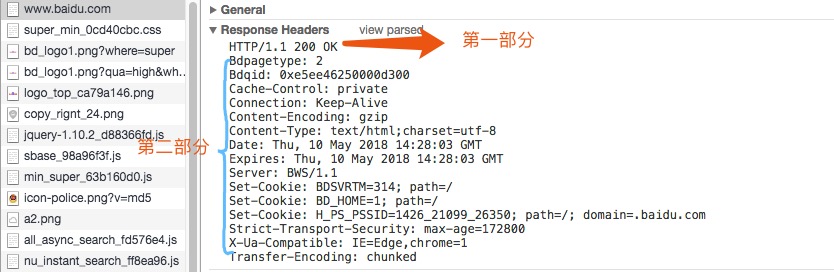 www.baidu.com
super_min_0cd40cbc.css
bd_logo1.png?where=super
bd_logo1.png?qua=high&wh…
logo_top_ca79a146.png
copy_rignt_24.png
jquery-1.10.2_d88366fd.js
sbase_98a96f3f.js
min_super_63b160d0.js
icon-police.png?v=md5
a2.png
all_async_search_fd576e4.js
nu_instant_search_ff8ea96.js
General
Response Headers view parsed
HTTP/1.1 200 OK
第一部分
第二部分
Bdpagetype: 2
Bdqid: 0xe5ee46250000d300
Cache-Control: private
Connection: Keep-Alive
Content-Encoding: gzip
Content-Type: text/html;charset=utf-8
Date: Thu, 10 May 2018 14:28:03 GMT
Expires: Thu, 10 May 2018 14:28:03 GMT
Server: BWS/1.1
Set-Cookie: BDSVRTM=314; path=/
Set-Cookie: BD_HOME=1; path=/
Set-Cookie: H_PS_PSSID=1426_21099_26350; path=/; domain=.baidu.com
Strict-Transport-Security: max-age=172800
X-Ua-Compatible: IE=Edge,chrome=1
Transfer-Encoding: chunked